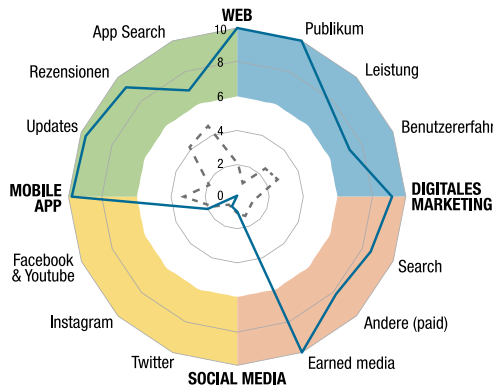 WEB
Publikum
Leistung
Benutzererfahr
DIGITALES
MARKETING
Search
Andere (paid)
Earned media
SOCIAL MEDIA
Twitter
Instagram
Facebook
& Youtube
MOBILE
APP
Updates
Rezensionen
App Search
10
8
6
4
2
0